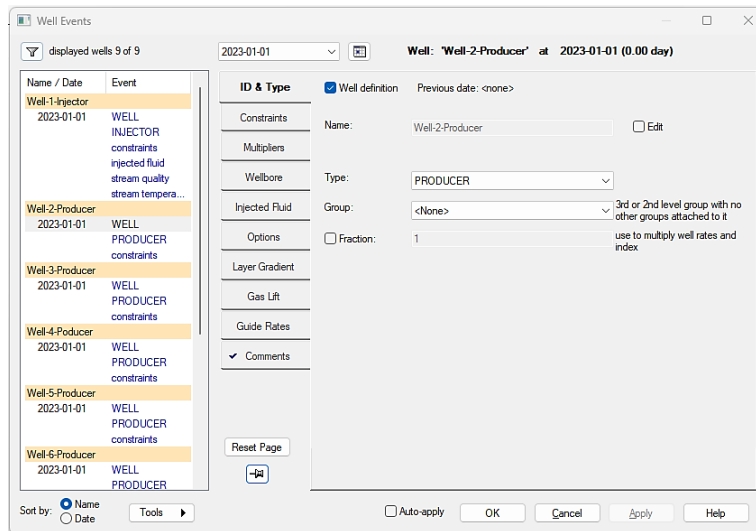 Well Events
displayed wells 9 of 9
2023-01-01
Well: 'Well-2-Producer' at 2023-01-01 (0.00 day)
Name / Date Event
Well-1-Injector
2023-01-01 WELL
INJECTOR
constraints
injected fluid
stream quality
stream tempera...
Well-2-Producer
2023-01-01 WELL
PRODUCER
constraints
Well-3-Producer
2023-01-01 WELL
PRODUCER
constraints
Well-4-Poducer
2023-01-01 WELL
PRODUCER
constraints
Well-5-Producer
2023-01-01 WELL
PRODUCER
constraints
Well-6-Producer
2023-01-01 WELL
PRODUCER
ID & Type
Constraints
Multipliers
Wellbore
Injected Fluid
Options
Layer Gradient
Gas Lift
Guide Rates
Comments
Reset Page
Well definition Previous date: <none>
Name: Well-2-Producer Edit
Type: PRODUCER
Group: <None> 3rd or 2nd level group with no
other groups attached to it
Fraction: 1 use to multiply well rates and
index
Sort by: Name
Date
Tools
Auto-apply OK Cancel Apply Help